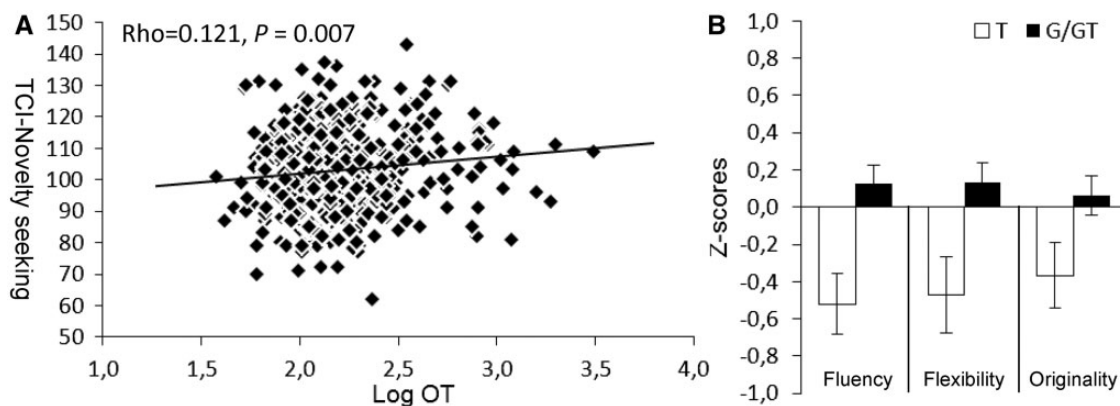 A
Rho=0.121, P = 0.007
TCI-Novelty seeking
150
140
130
120
110
100
90
80
70
60
50
1,0
1,5
2,0
2,5
3,0
3,5
4,0
Log OT
B
T
G/GT
Z-scores
1,0
0,8
0,6
0,4
0,2
0,0
-0,2
-0,4
-0,6
-0,8
-1,0
Fluency
Flexibility
Originality